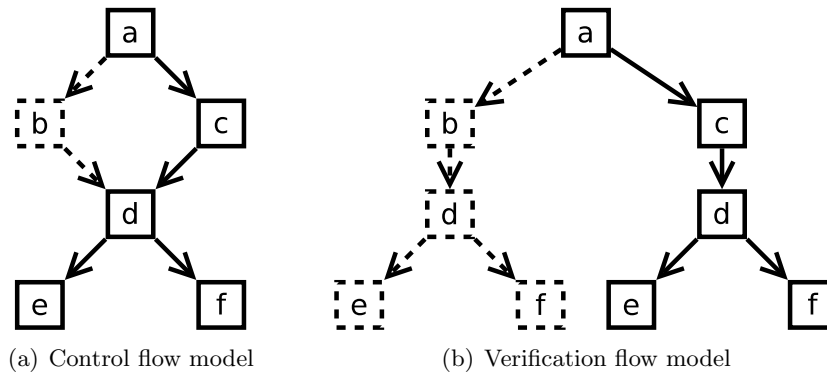 a a
b c b c
d d d
e f e f e f
(a) Control flow model (b) Verification flow model